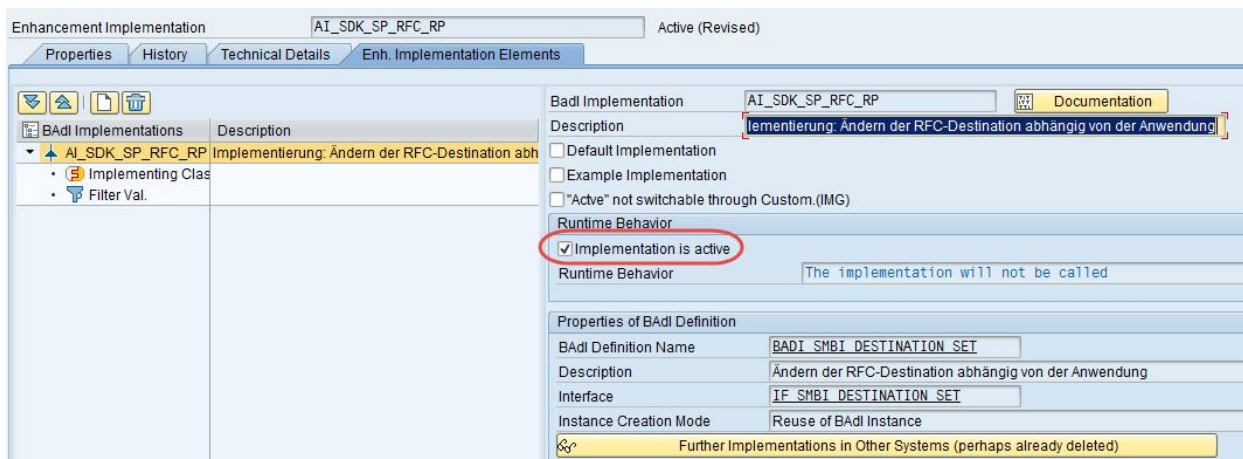 Enhancement Implementation AI_SDK_SP_RFC_RP Active (Revised)
Properties History Technical Details Enh. Implementation Elements
BAdI Implementations Description
AI_SDK_SP_RFC_RP Implementierung: Ändern der RFC-Destination abh
Implementing Clas
Filter Val.
BadI Implementation AI_SDK_SP_RFC_RP Documentation
Description lementierung: Ändern der RFC-Destination abhängig von der Anwendung
Default Implementation
Example Implementation
"Actve" not switchable through Custom.(IMG)
Runtime Behavior
Implementation is active
Runtime Behavior The implementation will not be called
Properties of BAdI Definition
BAdI Definition Name BADI_SMBI_DESTINATION_SET
Description Ändern der RFC-Destination abhängig von der Anwendung
Interface IF_SMBI_DESTINATION_SET
Instance Creation Mode Reuse of BAdI Instance
Further Implementations in Other Systems (perhaps already deleted)